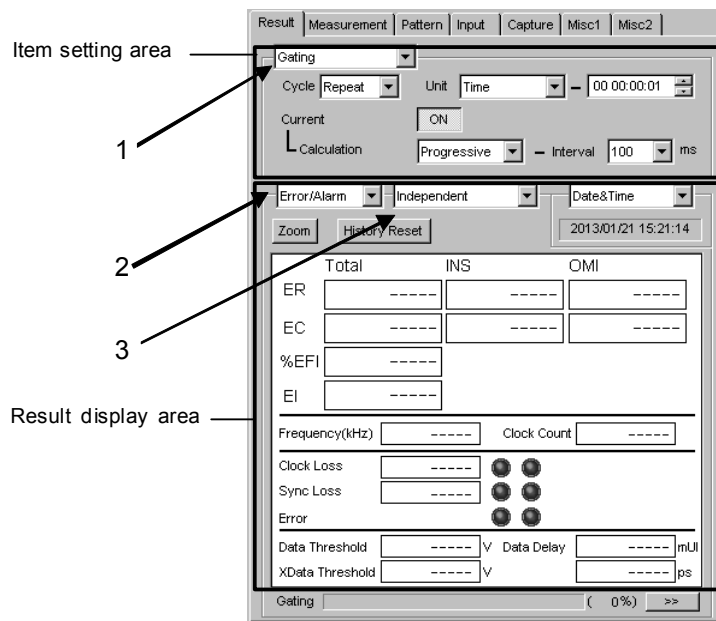 Result Measurement Pattern Input Capture Misc1 Misc2
Item setting area
Gating
Cycle Repeat Unit Time – 00 00:00:01
Current ON
1
Calculation Progressive – Interval 100 ms
Error/Alarm Independent Date&Time
Zoom History Reset 2013/01/21 15:21:14
2
Total INS OMI
ER ----- ----- -----
EC ----- ----- -----
3
%EFI -----
EI -----
Result display area
Frequency(kHz) ----- Clock Count -----
Clock Loss -----
Sync Loss -----
Error
Data Threshold ----- V Data Delay ----- mUI
XData Threshold ----- V ----- ps
Gating ( 0%) >>